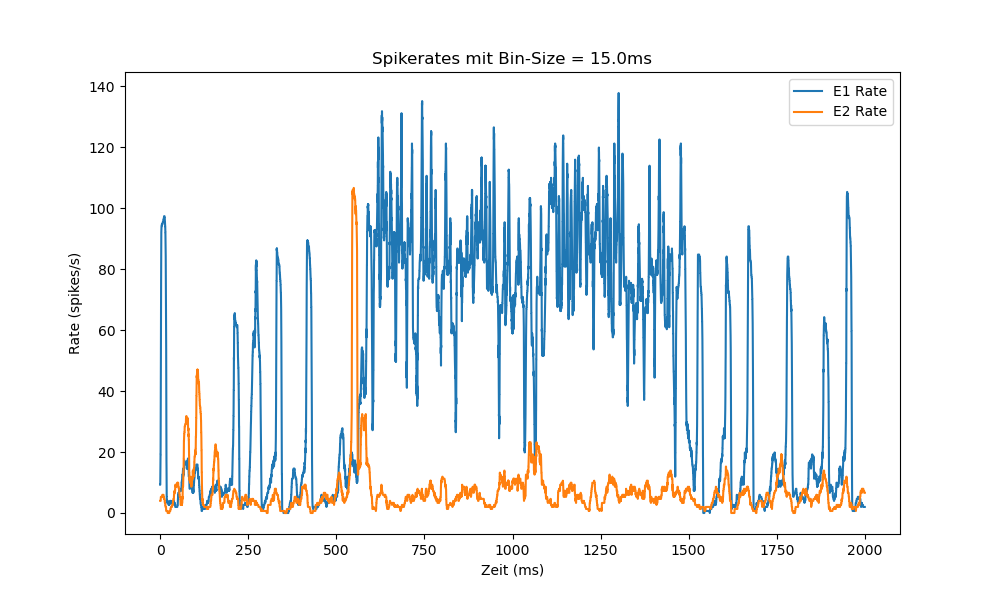 Spikerates mit Bin-Size = 15.0ms
E1 Rate
E2 Rate
140
120
100
80
60
40
20
0
Rate (spikes/s)
0 250 500 750 1000 1250 1500 1750 2000
Zeit (ms)